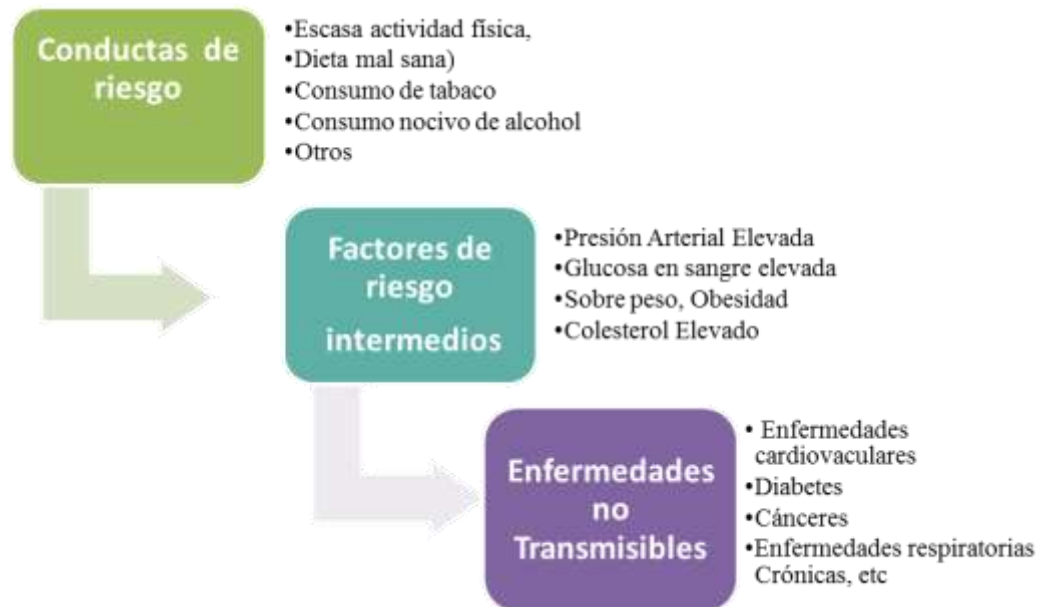 Conductas de
riesgo
•Escasa actividad física,
•Dieta mal sana)
•Consumo de tabaco
•Consumo nocivo de alcohol
•Otros
Factores de
riesgo
intermedios
•Presión Arterial Elevada
•Glucosa en sangre elevada
•Sobre peso, Obesidad
•Colesterol Elevado
Enfermedades
no
Transmisibles
• Enfermedades
cardiovaculares
•Diabetes
•Cánceres
•Enfermedades respiratorias
Crónicas, etc